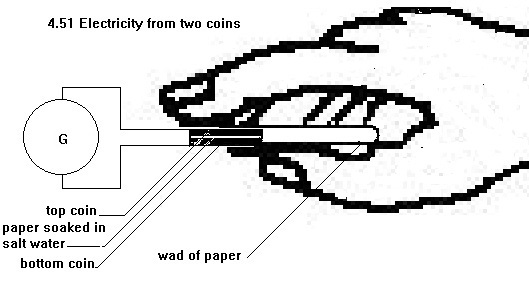 4.51 Electricity from two coins
G
top coin
paper soaked in
salt water
bottom coin
wad of paper